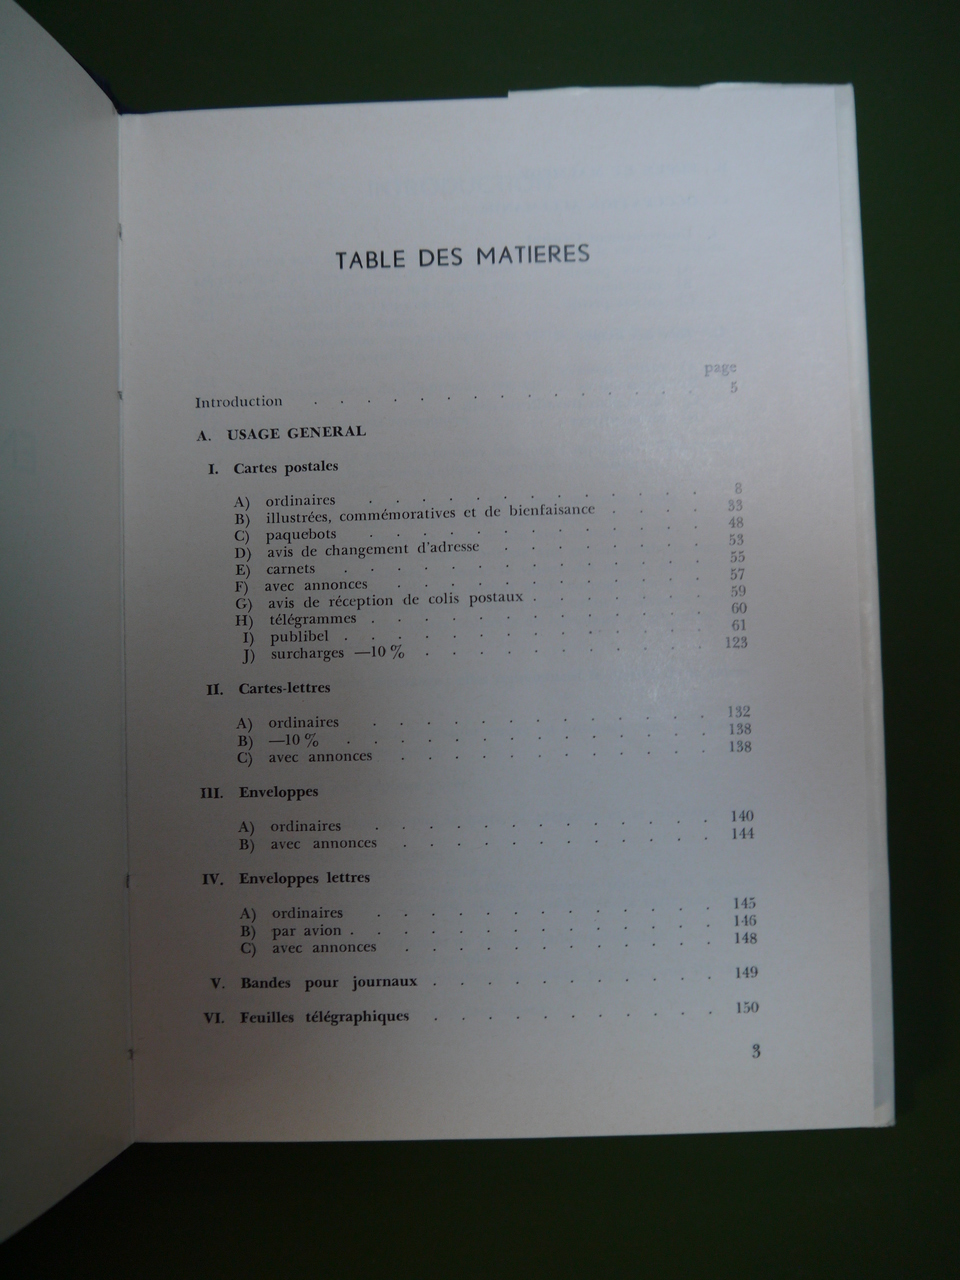 TABLE DES MATIERES
page
Introduction . . . . . . . . . . . . . . . 5
A. USAGE GENERAL
I. Cartes postales
A) ordinaires . . . . . . . . . . . . . 8
B) illustrées, commémoratives et de bienfaisance . . . . 33
C) paquebots . . . . . . . . . . . . . 48
D) avis de changement d'adresse . . . . . . . . 53
E) carnets . . . . . . . . . . . . . . 55
F) avec annonces . . . . . . . . . . . . 57
G) avis de réception de colis postaux . . . . . . . 59
H) télégrammes . . . . . . . . . . . . . 60
I) publibel . . . . . . . . . . . . . . 61
J) surcharges —10 % . . . . . . . . . . . 123
II. Cartes-lettres
A) ordinaires . . . . . . . . . . . . . 132
B) —10 % . . . . . . . . . . . . . . 138
C) avec annonces . . . . . . . . . . . . 138
III. Enveloppes
A) ordinaires . . . . . . . . . . . . . 140
B) avec annonces . . . . . . . . . . . . 144
IV. Enveloppes lettres
A) ordinaires . . . . . . . . . . . . . 145
B) par avion . . . . . . . . . . . . . . 146
C) avec annonces . . . . . . . . . . . . 148
V. Bandes pour journaux . . . . . . . . . . . 149
VI. Feuilles télégraphiques . . . . . . . . . . . 150
3